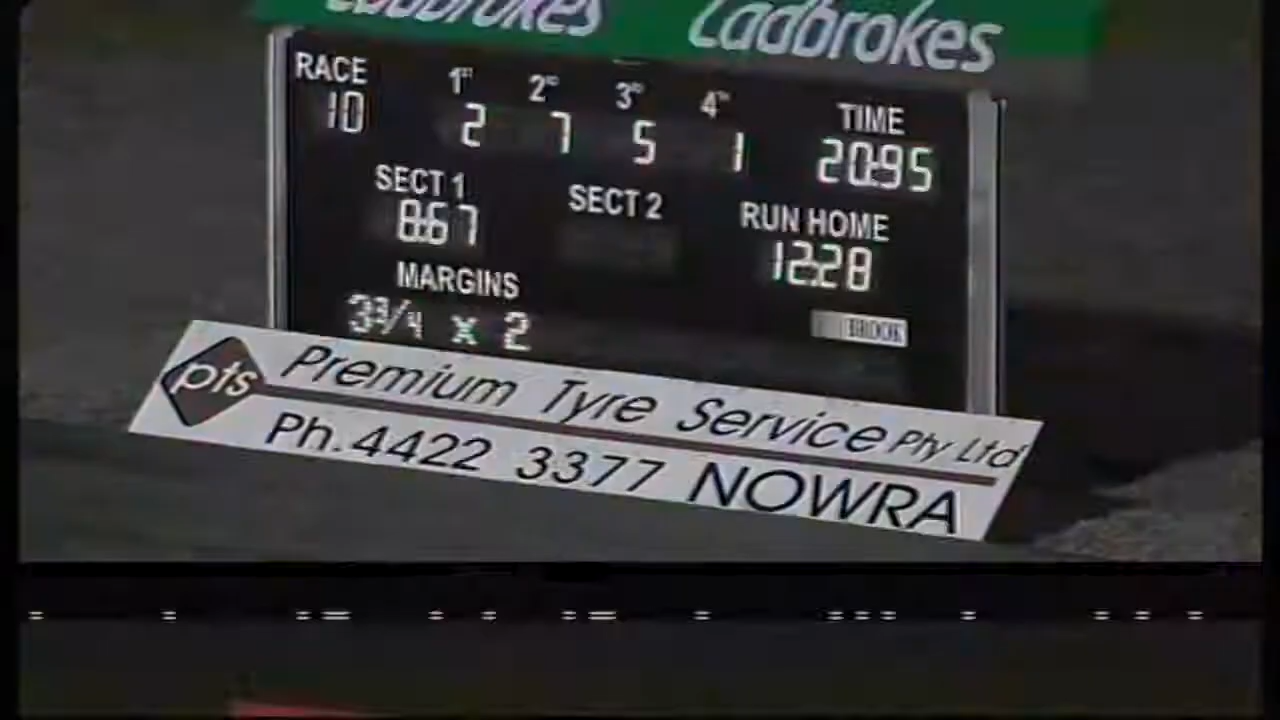 Ladbrokes Ladbrokes
RACE 1ST 2ND 3RD 4TH TIME
10 2 7 5 1 20:95
SECT 1 SECT 2 RUN HOME
8:67 12:28
MARGINS
3¾ x 2
pts Premium Tyre Service Pty Ltd
Ph. 4422 3377 NOWRA